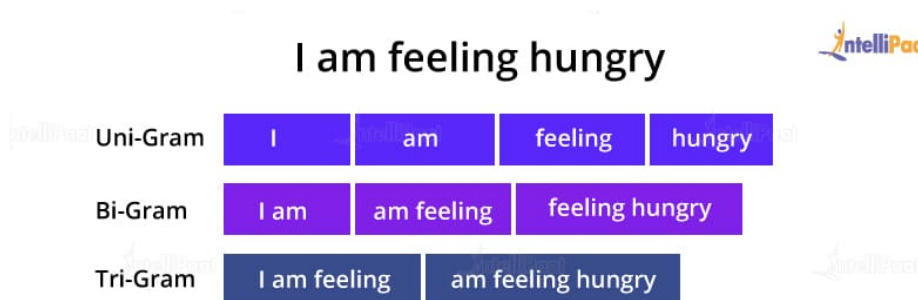 I am feeling hungry
IntelliPaat
Uni-Gram I am feeling hungry
Bi-Gram I am am feeling feeling hungry
Tri-Gram I am feeling am feeling hungry